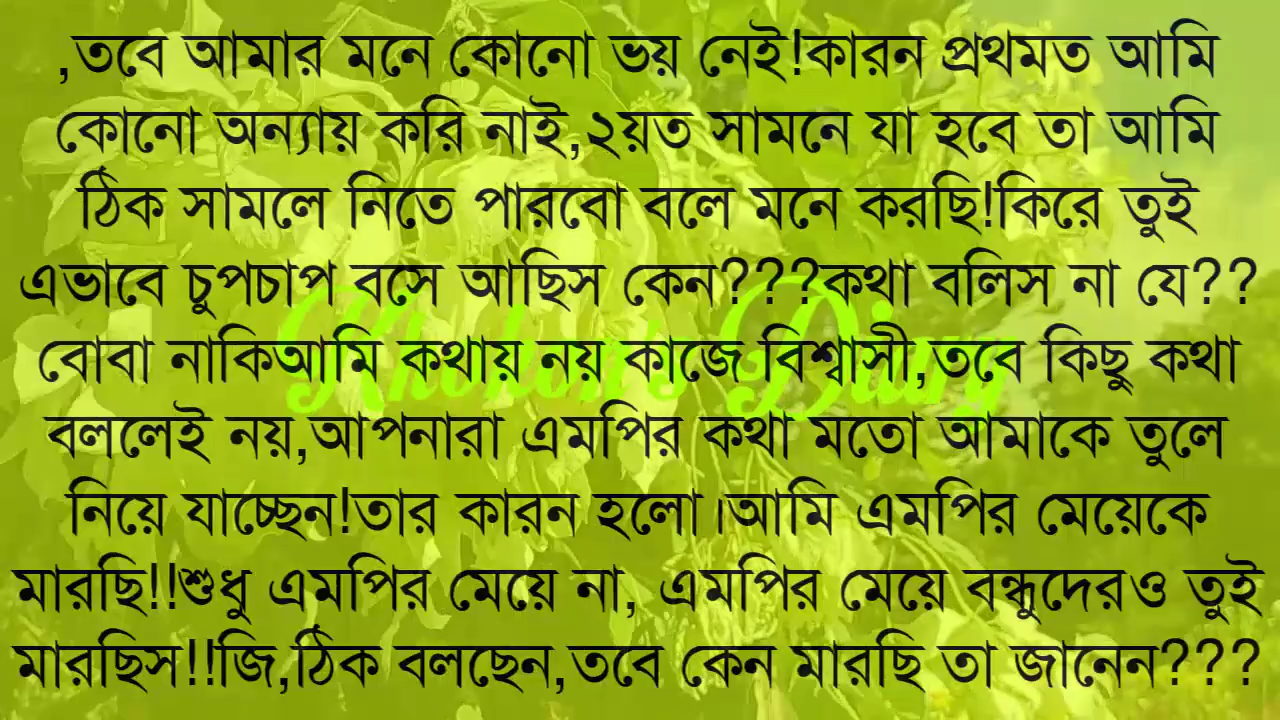 ,তবে আমার মনে কোনো ভয় নেই!কারন প্রথমত আমি
কোনো অন্যায় করি নাই,২য়ত সামনে যা হবে তা আমি
ঠিক সামলে নিতে পারবো বলে মনে করছি!কিরে তুই
এভাবে চুপচাপ বসে আছিস কেন???কথা বলিস না যে??
বোবা নাকিআমি কথায় নয় কাজে বিশ্বাসী,তবে কিছু কথা
বললেই নয়,আপনারা এমপির কথা মতো আমাকে তুলে
নিয়ে যাচ্ছেন!তার কারন হলো।আমি এমপির মেয়েকে
মারছি!!শুধু এমপির মেয়ে না, এমপির মেয়ে বন্ধুদেরও তুই
মারছিস!!জি,ঠিক বলছেন,তবে কেন মারছি তা জানেন???
Diary